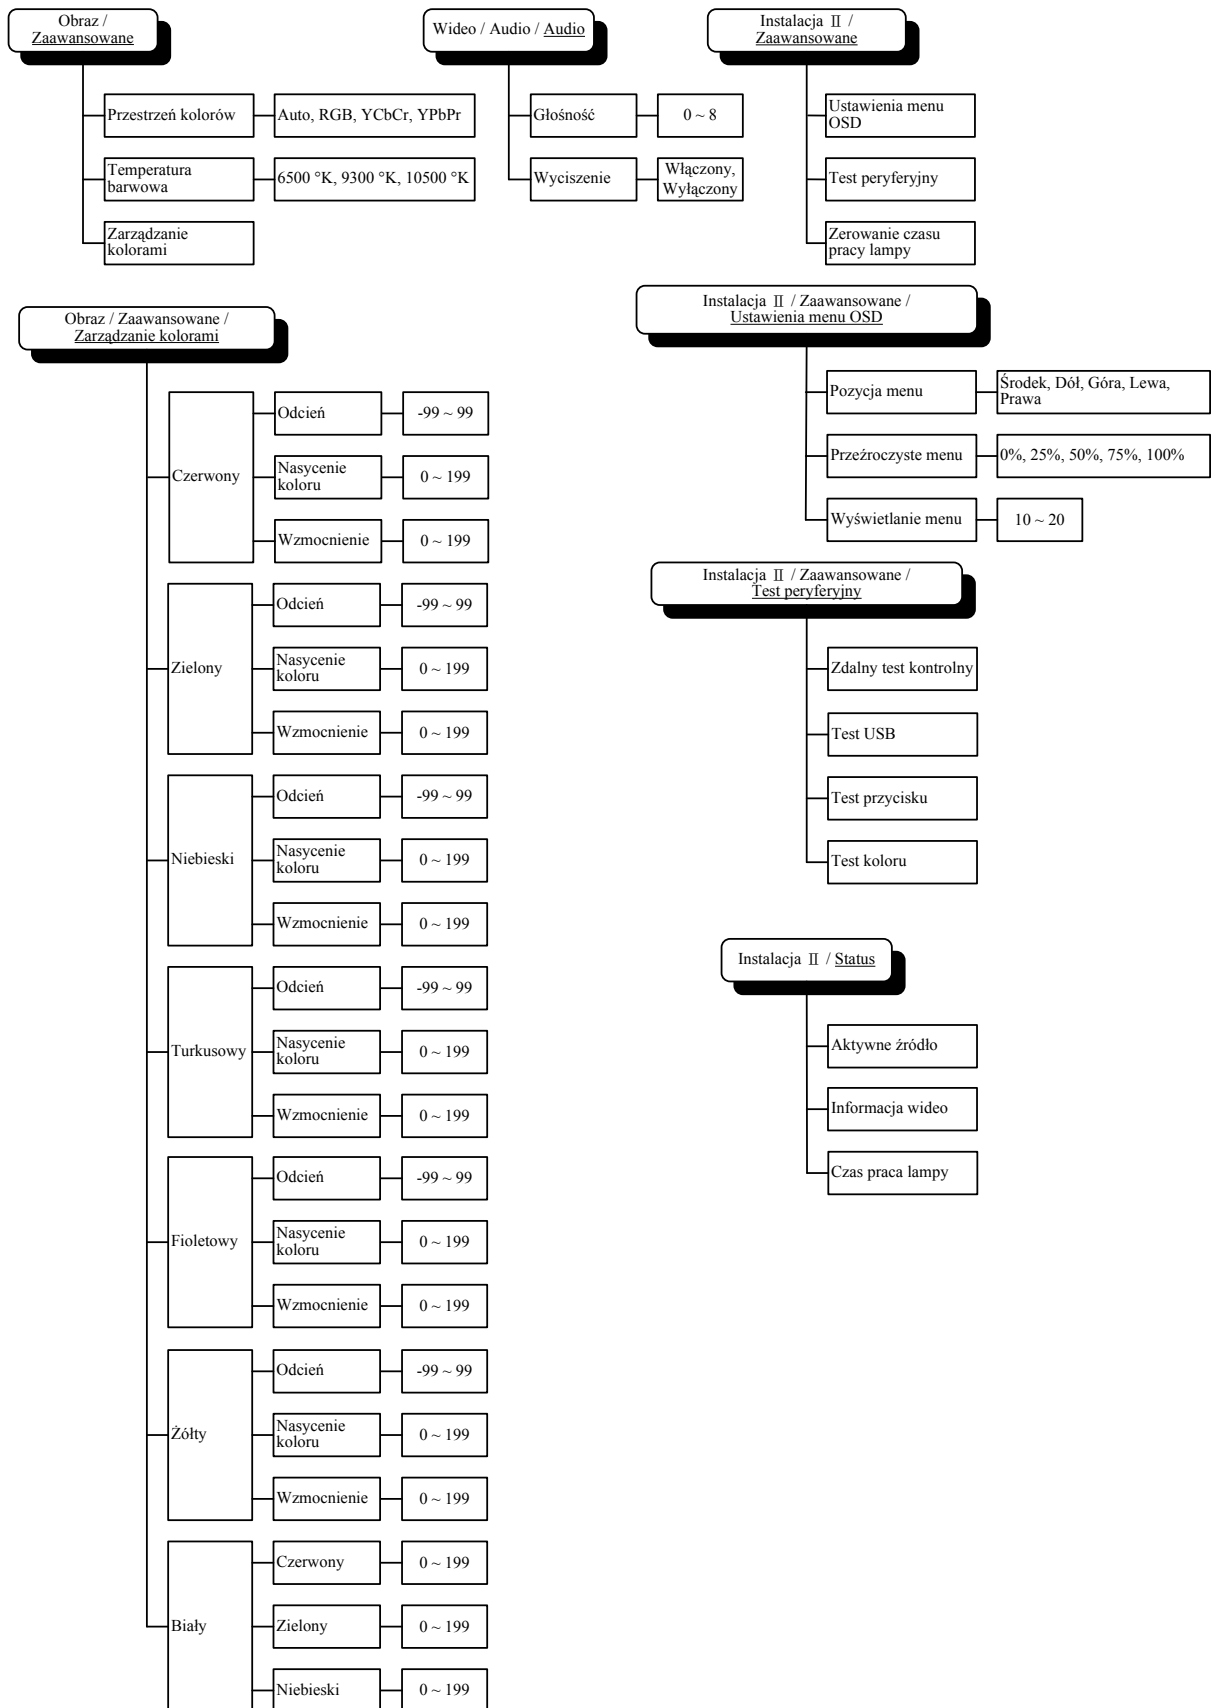 Obraz /
Zaawansowane
Przestrzeń kolorów
Auto, RGB, YCbCr, YPbPr
Temperatura
barwowa
6500 °K, 9300 °K, 10500 °K
Zarządzanie
kolorami
Wideo / Audio / Audio
Głośność
0 ~ 8
Wyciszenie
Włączony,
Wyłączony
Instalacja Ⅱ /
Zaawansowane
Ustawienia menu
OSD
Test peryferyjny
Zerowanie czasu
pracy lampy
Obraz / Zaawansowane /
Zarządzanie kolorami
Czerwony
Odcień
-99 ~ 99
Nasycenie
koloru
0 ~ 199
Wzmocnienie
0 ~ 199
Zielony
Odcień
-99 ~ 99
Nasycenie
koloru
0 ~ 199
Wzmocnienie
0 ~ 199
Niebieski
Odcień
-99 ~ 99
Nasycenie
koloru
0 ~ 199
Wzmocnienie
0 ~ 199
Turkusowy
Odcień
-99 ~ 99
Nasycenie
koloru
0 ~ 199
Wzmocnienie
0 ~ 199
Fioletowy
Odcień
-99 ~ 99
Nasycenie
koloru
0 ~ 199
Wzmocnienie
0 ~ 199
Żółty
Odcień
-99 ~ 99
Nasycenie
koloru
0 ~ 199
Wzmocnienie
0 ~ 199
Biały
Czerwony
0 ~ 199
Zielony
0 ~ 199
Niebieski
0 ~ 199
Instalacja Ⅱ / Zaawansowane /
Ustawienia menu OSD
Pozycja menu
Środek, Dół, Góra, Lewa,
Prawa
Przeźroczyste menu
0%, 25%, 50%, 75%, 100%
Wyświetlanie menu
10 ~ 20
Instalacja Ⅱ / Zaawansowane /
Test peryferyjny
Zdalny test kontrolny
Test USB
Test przycisku
Test koloru
Instalacja Ⅱ / Status
Aktywne źródło
Informacja wideo
Czas praca lampy